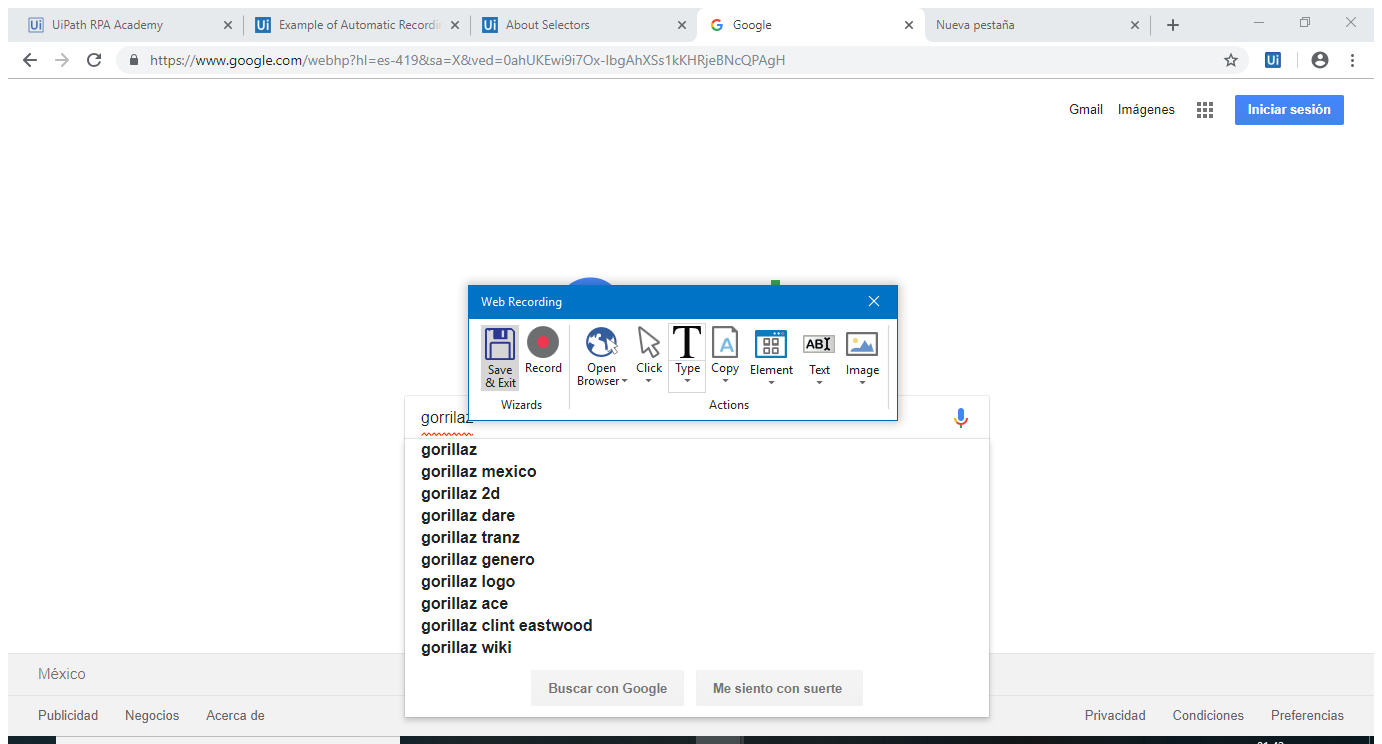 UiPath RPA Academy
Example of Automatic Recordi
About Selectors
Google
Nueva pestaña
https://www.google.com/webhp?hl=es-419&sa=X&ved=0ahUKEwi9i7Ox-IbgAhXSs1kKHRjeBNcQPAgH
Gmail Imágenes Iniciar sesión
Web Recording
Save & Exit
Record
Open Browser
Click
Type
Copy
Element
Text
Image
Wizards
Actions
gorrilaz
gorillaz
gorillaz mexico
gorillaz 2d
gorillaz dare
gorillaz tranz
gorillaz genero
gorillaz logo
gorillaz ace
gorillaz clint eastwood
gorillaz wiki
Buscar con Google Me siento con suerte
México
Publicidad Negocios Acerca de Privacidad Condiciones Preferencias